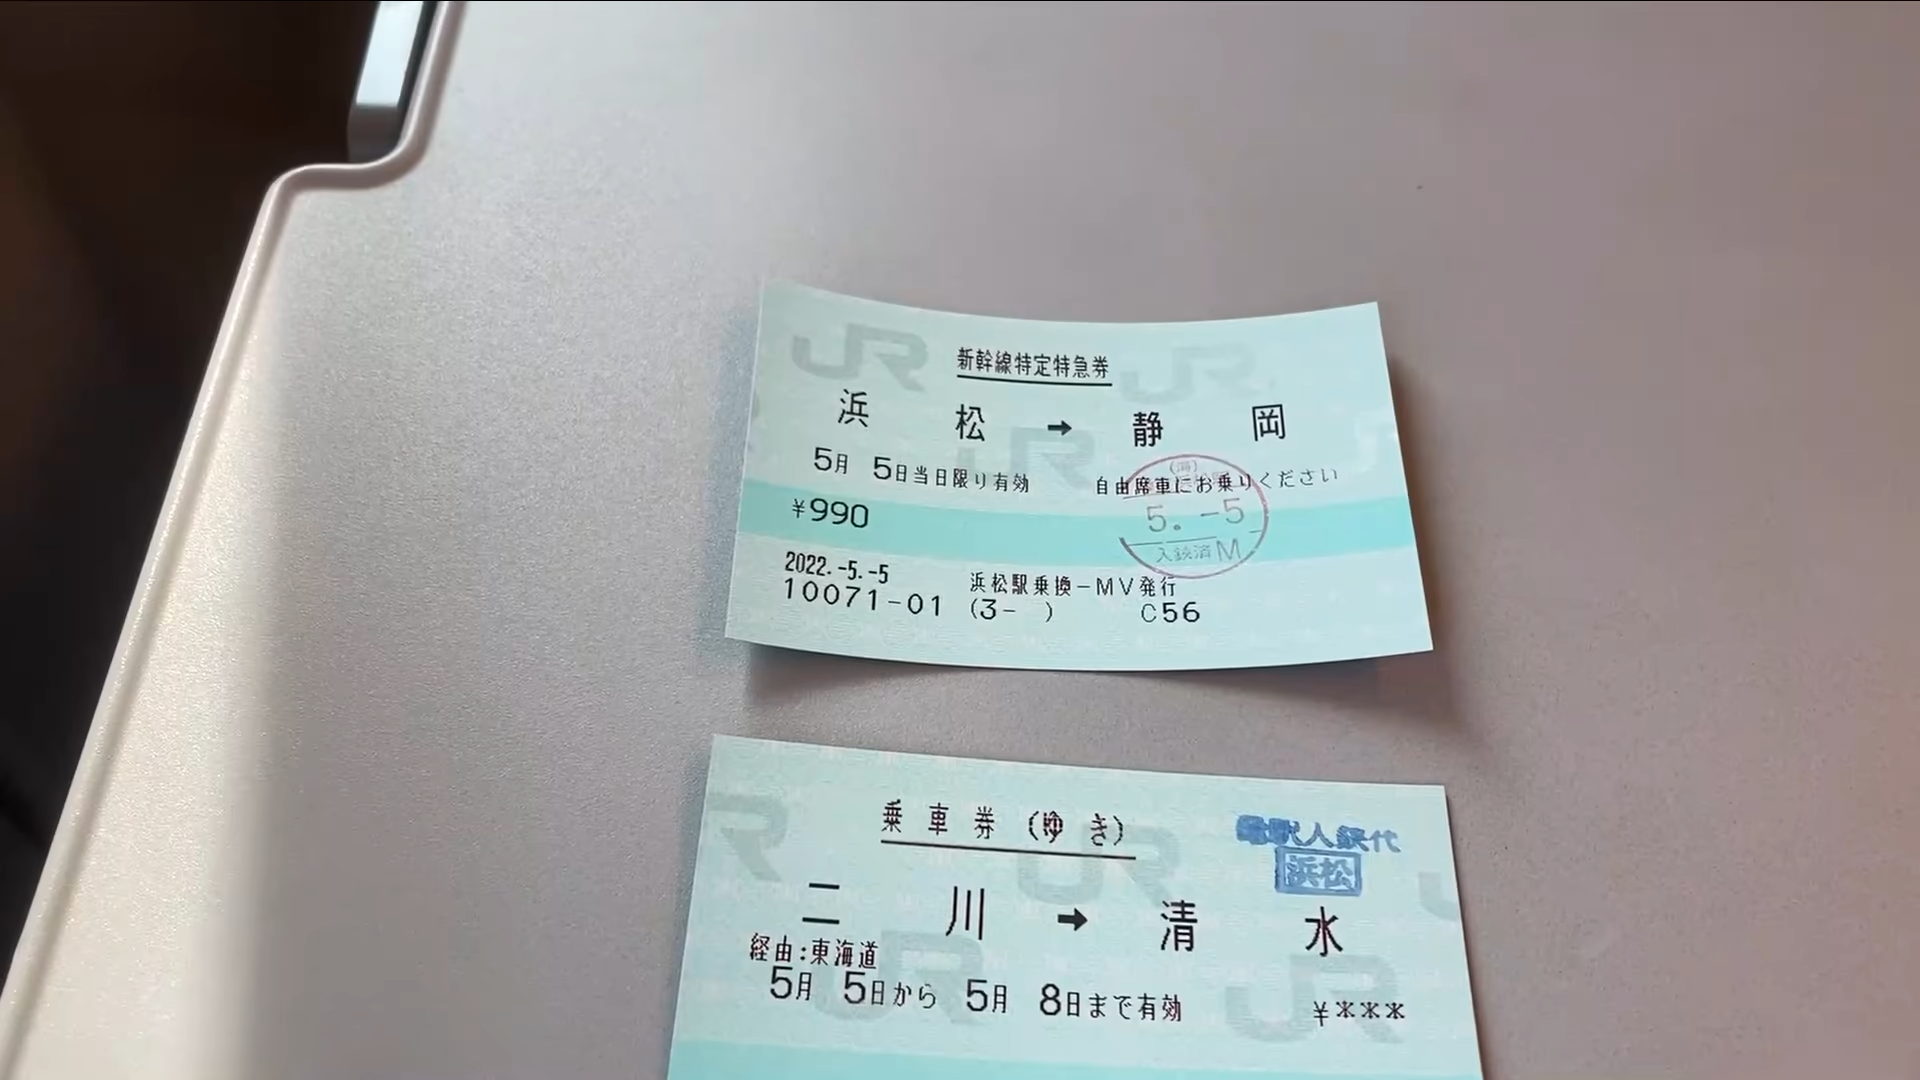 新幹線特定特急券
浜松→静岡
5月 5日当日限り有効 自由席車にお乗りください
¥990
5.-5
入鋏済M
2022.-5.-5 浜松駅乗換-MV発行
10071-01 (3- ) C56
乗車券(ゆき)
浜松
二川→清水
経由:東海道
5月 5日から 5月 8日まで有効 ¥***